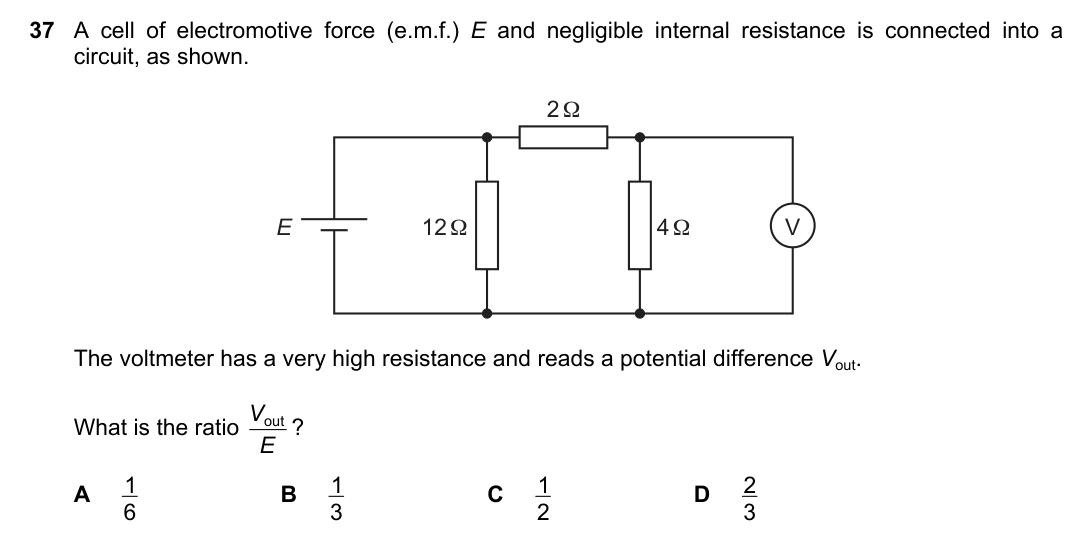 37 A cell of electromotive force (e.m.f.) E and negligible internal resistance is connected into a
circuit, as shown.
2Ω
E
12Ω
4Ω
V
The voltmeter has a very high resistance and reads a potential difference Vout.
What is the ratio Vout/E ?
A 1/6 B 1/3 C 1/2 D 2/3